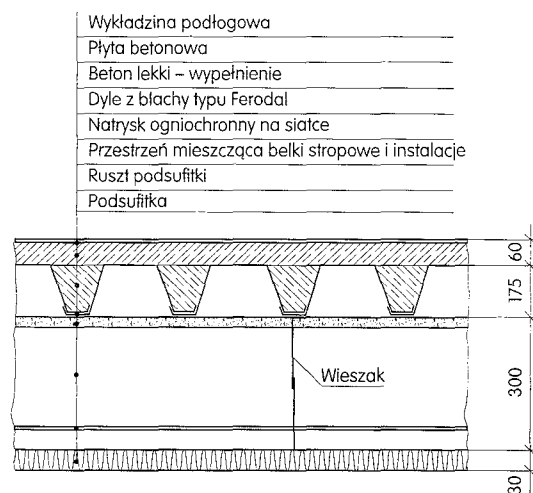 Wykładzina podłogowa
Płyta betonowa
Beton lekki – wypełnienie
Dyle z blachy typu Ferodal
Natrysk ogniochronny na siatce
Przestrzeń mieszcząca belki stropowe i instalacje
Ruszt podsufitki
Podsufitka
60
175
Wieszak
300
30